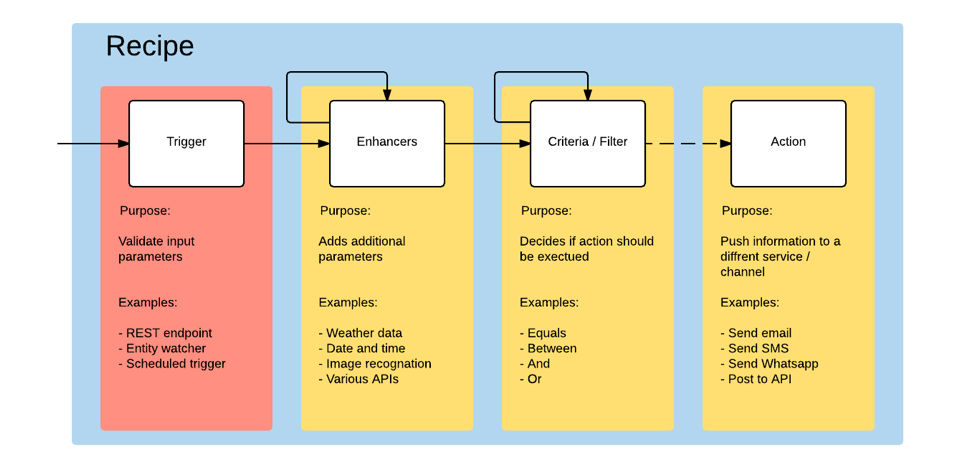 Recipe
Trigger
Purpose:
Validate input
parameters
Examples:
- REST endpoint
- Entity watcher
- Scheduled trigger
Enhancers
Purpose:
Adds additional
parameters
Examples:
- Weather data
- Date and time
- Image recognation
- Various APIs
Criteria / Filter
Purpose:
Decides if action should
be exectued
Examples:
- Equals
- Between
- And
- Or
Action
Purpose:
Push information to a
diffrent service /
channel
Examples:
- Send email
- Send SMS
- Send Whatsapp
- Post to API